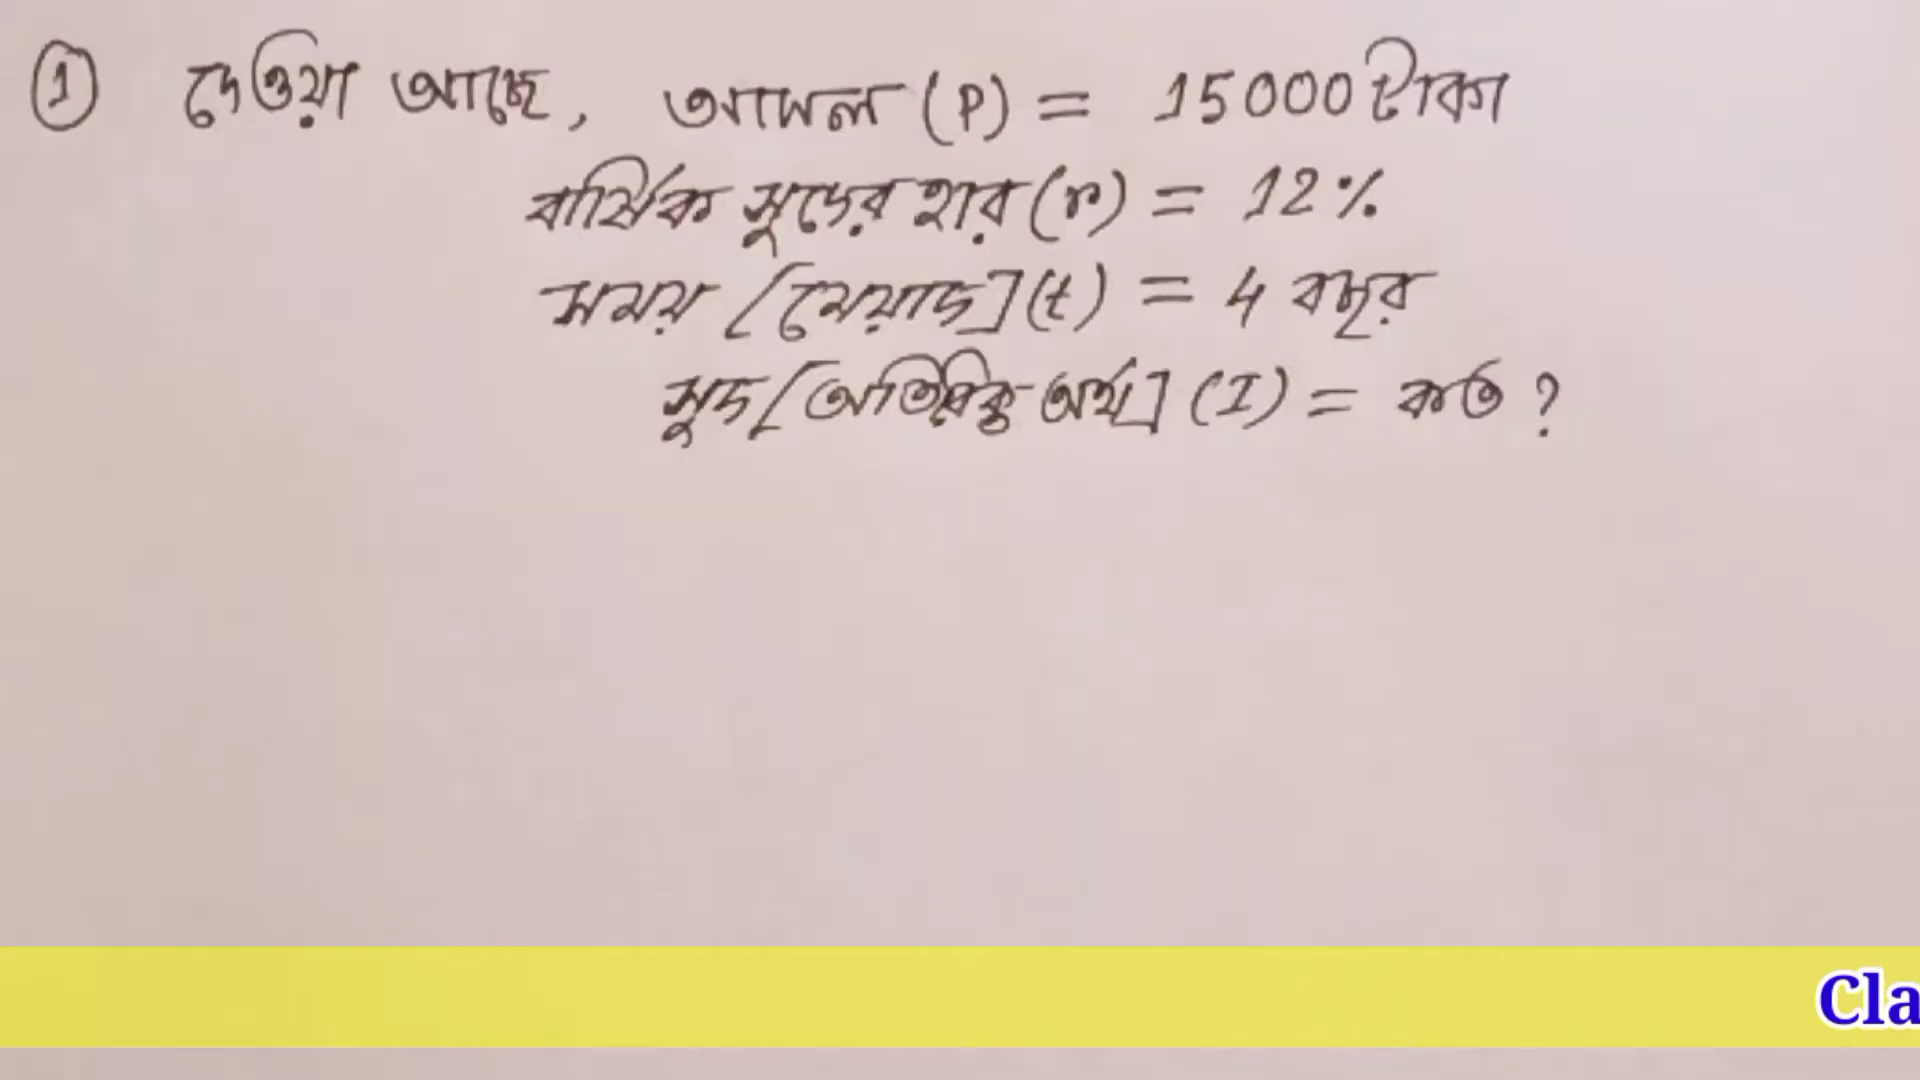 ① দেওয়া আছে, আসল (P) = 15000 টাকা
বার্ষিক সুদের হার (r) = 12%
সময় [মেয়াদ] (t) = 4 বছর
সুদ [অতিরিক্ত অর্থ] (I) = কত ?
Cla